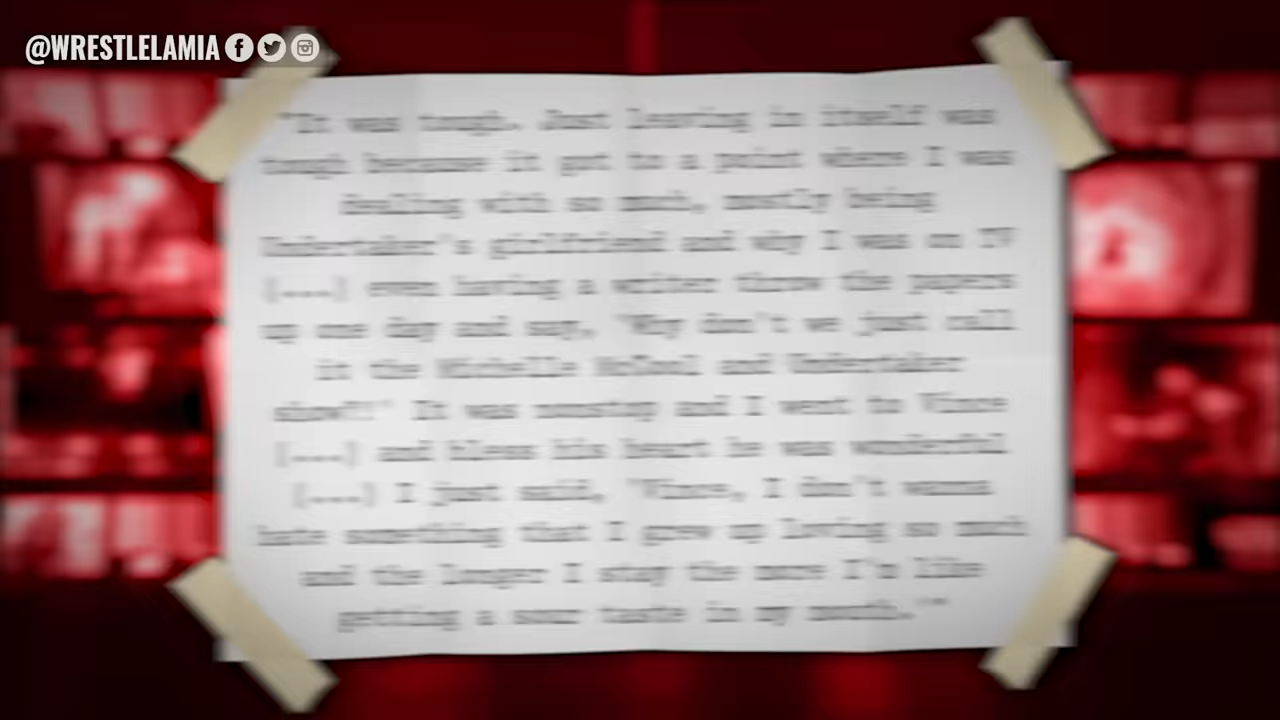 @WRESTLELAMIA
"It was tough. Just leaving in itself was
tough because it got to a point where I was
dealing with so much, mostly being
Undertaker's girlfriend and why I was on TV
[...] even having a writer throw the papers
up one day and say, 'Why don't we just call
it the Michelle McCool and Undertaker
show?!' It was nonstop and I went to Vince
[...] and bless his heart he was wonderful
[...] I just said, 'Vince, I don't wanna
hate something that I grew up loving so much
and the longer I stay the more I'm like
getting a sour taste in my mouth.'"